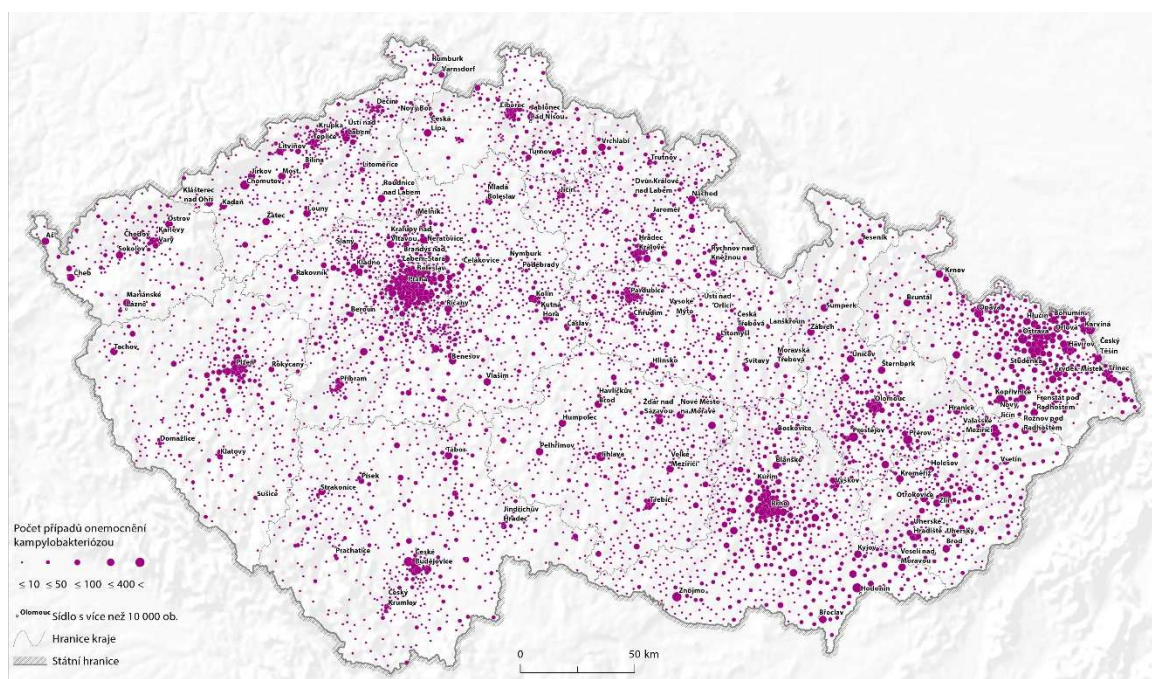 Rumburk
Varnsdorf
Děčín
Nový Bor
Česká
Lípa
Liberec
Jablonec
nad Nisou
Krupka
Teplice
Ústí nad
Labem
Litvínov
Bílina
Most
Jirkov
Chomutov
Litoměřice
Turnov
Vrchlabí
Trutnov
Klášterec
nad Ohří
Kadaň
Žatec
Louny
Roudnice
nad Labem
Mladá
Boleslav
Jičín
Dvůr Králové
nad Labem
Náchod
Jaroměř
Ostrov
Chodov
Karlovy
Vary
Sokolov
Aš
Cheb
Mariánské
Lázně
Tachov
Mělník
Slaný
Kralupy nad
Vltavou
Neratovice
Brandýs nad
Labem-Stará
Boleslav
Čelákovice
Nymburk
Poděbrady
Kladno
Praha
Rakovník
Beroun
Říčany
Kolín
Kutná
Hora
Čáslav
Hradec
Králové
Rychnov nad
Kněžnou
Pardubice
Chrudim
Vysoké
Mýto
Ústí nad
Orlicí
Česká
Třebová
Lanškroun
Litomyšl
Šumperk
Zábřeh
Jeseník
Krnov
Bruntál
Opava
Hlučín
Bohumín
Ostrava
Orlová
Karviná
Havířov
Český
Těšín
Studénka
Frýdek-Místek
Třinec
Kopřivnice
Nový
Jičín
Frenštát pod
Radhoštěm
Rožnov pod
Radhoštěm
Valašské
Meziříčí
Vsetín
Hranice
Plzeň
Rokycany
Příbram
Benešov
Vlašim
Hlinsko
Svitavy
Moravská
Třebová
Uničov
Šternberk
Olomouc
Havlíčkův
Brod
Žďár nad
Sázavou
Nové Město
na Moravě
Humpolec
Pelhřimov
Jihlava
Velké
Meziříčí
Boskovice
Prostějov
Přerov
Blansko
Kuřim
Brno
Vyškov
Kroměříž
Holešov
Otrokovice
Zlín
Uherské
Hradiště
Uherský
Brod
Kyjov
Veselí nad
Moravou
Hodonín
Břeclav
Znojmo
Třebíč
Domažlice
Klatovy
Sušice
Strakonice
Písek
Tábor
Prachatice
Jindřichův
Hradec
České
Budějovice
Český
Krumlov
Počet případů onemocnění
kampylobakteriózou
≤ 10 ≤ 50 ≤ 100 ≤ 400 <
Olomouc Sídlo s více než 10 000 ob.
Hranice kraje
Státní hranice
0 50 km